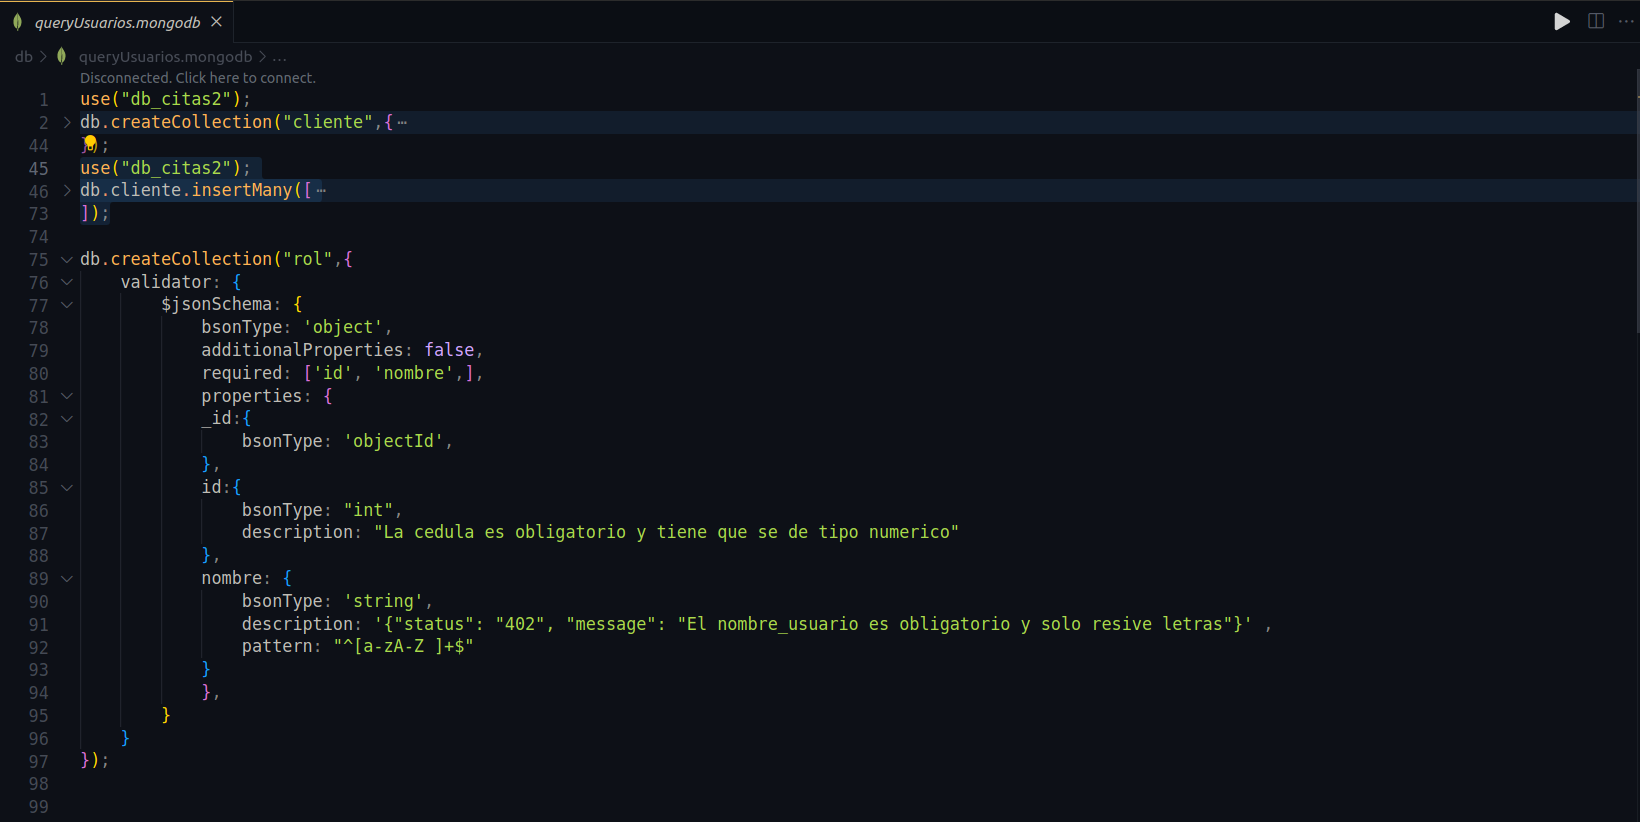 queryUsuarios.mongodb
db > queryUsuarios.mongodb > ...
Disconnected. Click here to connect.
1 use("db_citas2");
2 db.createCollection("cliente",{ ⋯
44 });
45 use("db_citas2");
46 db.cliente.insertMany([ ⋯
73 ]);
74
75 db.createCollection("rol",{
76     validator: {
77         $jsonSchema: {
78             bsonType: 'object',
79             additionalProperties: false,
80             required: ['id', 'nombre',],
81             properties: {
82             _id:{
83                 bsonType: 'objectId',
84             },
85             id:{
86                 bsonType: "int",
87                 description: "La cedula es obligatorio y tiene que se de tipo numerico"
88             },
89             nombre: {
90                 bsonType: 'string',
91                 description: '{"status": "402", "message": "El nombre_usuario es obligatorio y solo resive letras"}' ,
92                 pattern: "^[a-zA-Z ]+$"
93             }
94             },
95         }
96     }
97 });
98
99